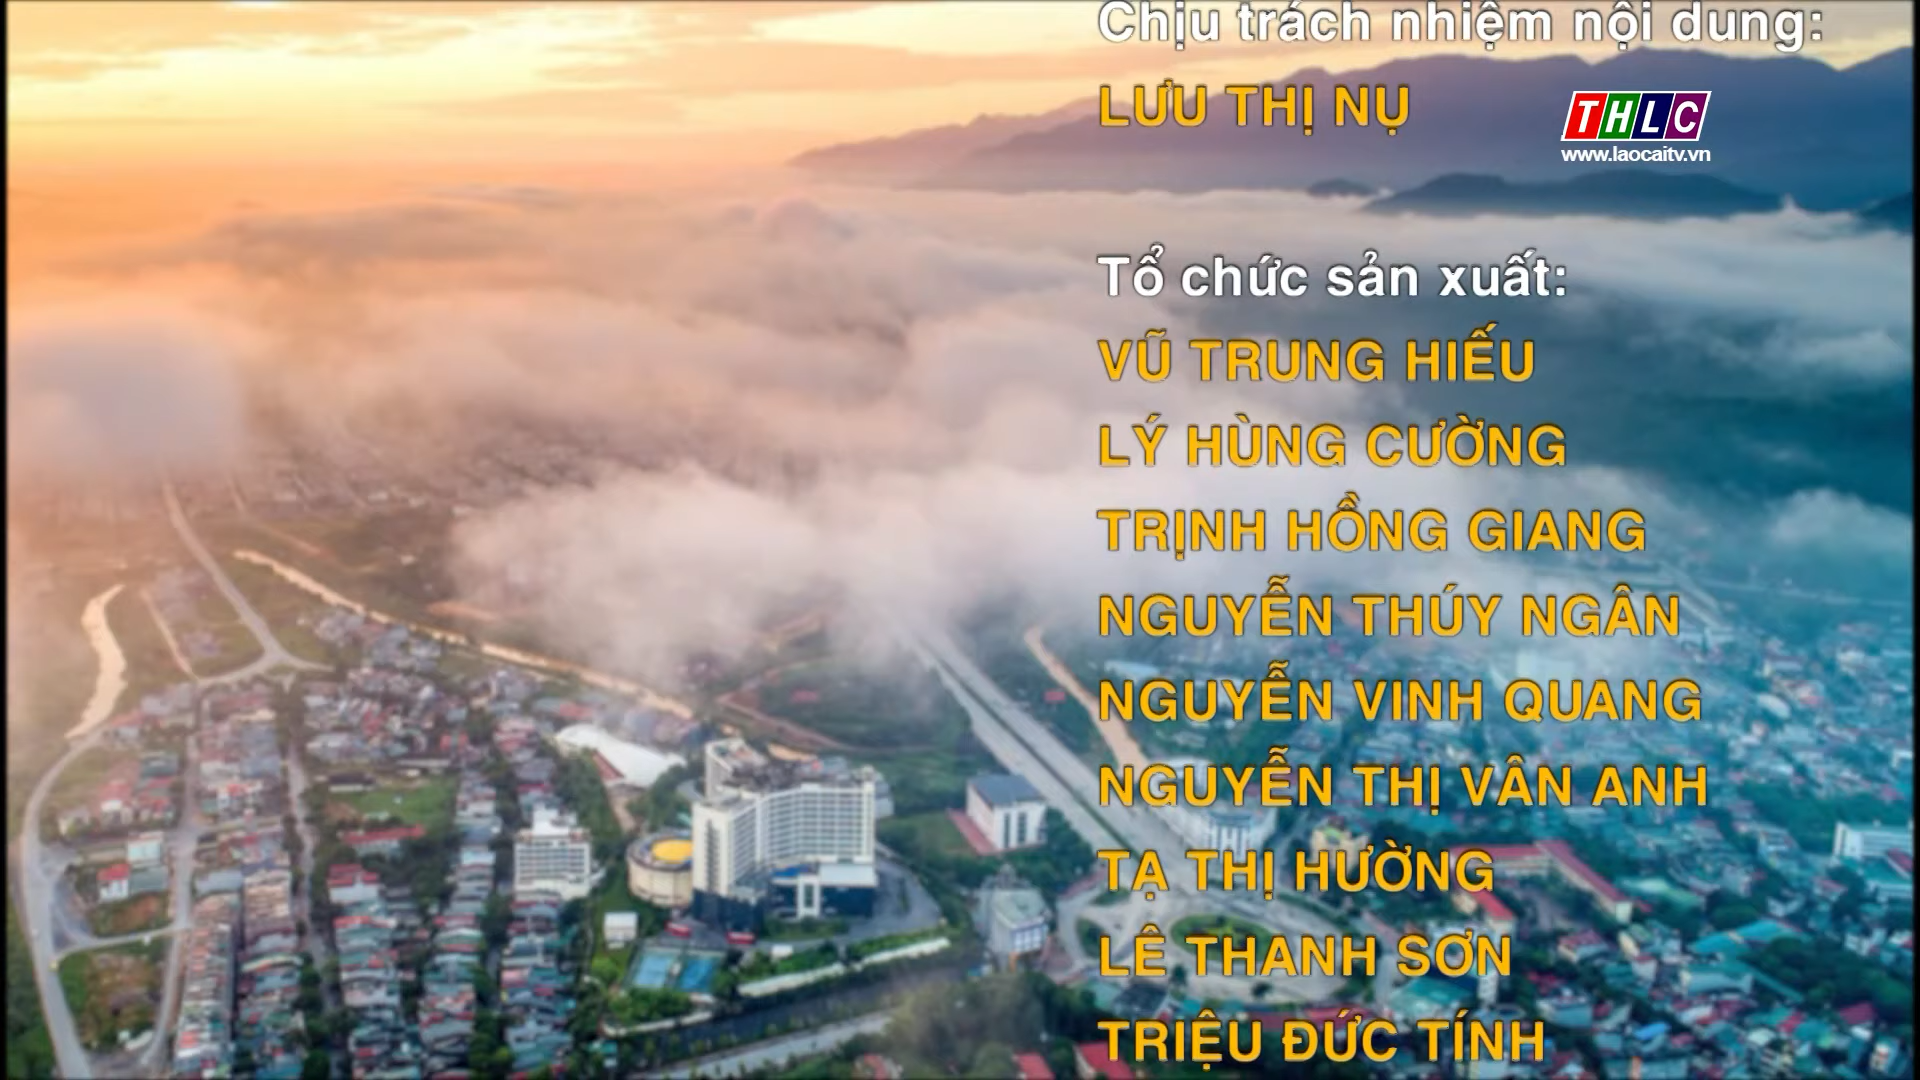 Chịu trách nhiệm nội dung:
LƯU THỊ NỤ
THLC
www.laocaitv.vn
Tổ chức sản xuất:
VŨ TRUNG HIẾU
LÝ HÙNG CƯỜNG
TRỊNH HỒNG GIANG
NGUYỄN THÚY NGÂN
NGUYỄN VINH QUANG
NGUYỄN THỊ VÂN ANH
TẠ THỊ HƯỜNG
LÊ THANH SƠN
TRIỆU ĐỨC TÍNH